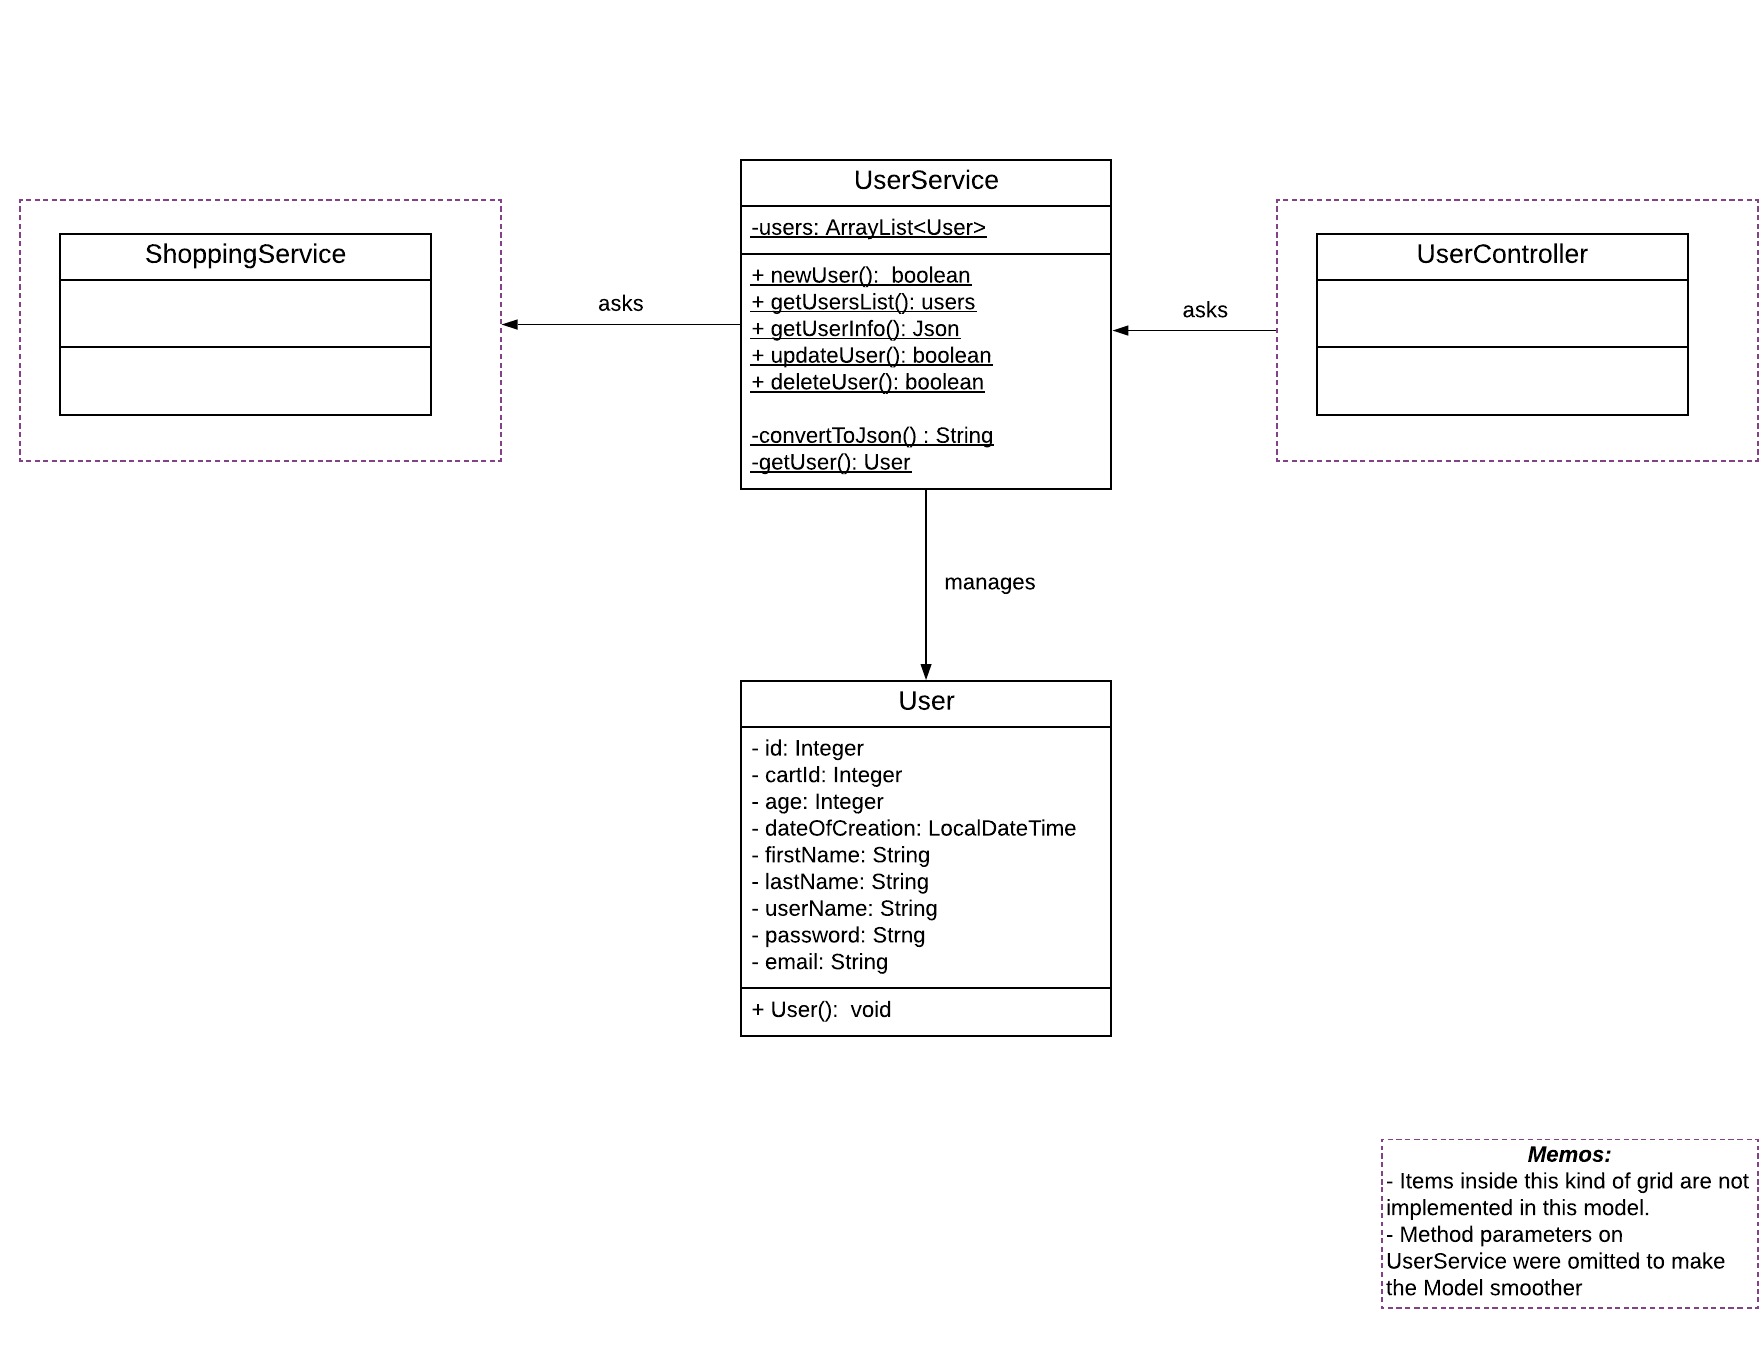 UserService
-users: ArrayList<User>
+ newUser():  boolean
+ getUsersList(): users
+ getUserInfo(): Json
+ updateUser(): boolean
+ deleteUser(): boolean
-convertToJson() : String
-getUser(): User
ShoppingService
asks
UserController
asks
manages
User
- id: Integer
- cartId: Integer
- age: Integer
- dateOfCreation: LocalDateTime
- firstName: String
- lastName: String
- userName: String
- password: Strng
- email: String
+ User():  void
Memos:
- Items inside this kind of grid are not
implemented in this model.
- Method parameters on
UserService were omitted to make
the Model smoother